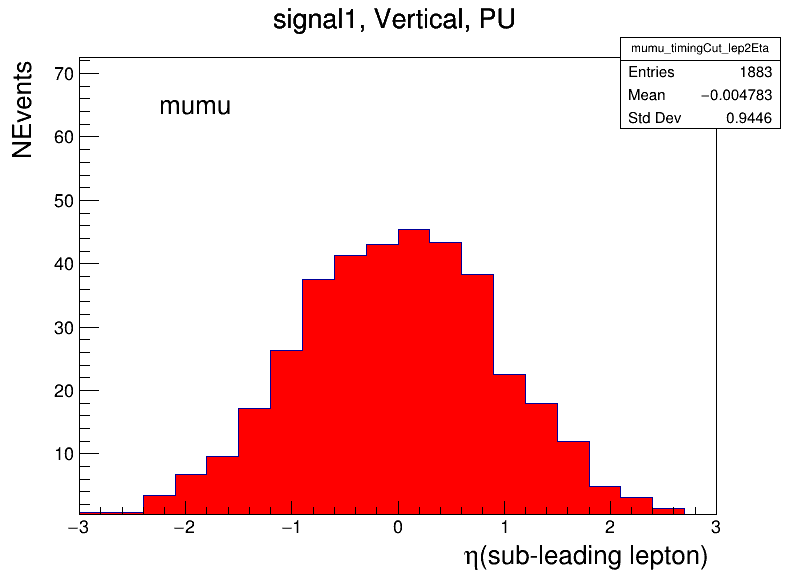 signal1, Vertical, PU
mumu_timingCut_lep2Eta
Entries 1883
Mean −0.004783
Std Dev 0.9446
NEvents
mumu
70
60
50
40
30
20
10
−3 −2 −1 0 1 2 3
η(sub-leading lepton)